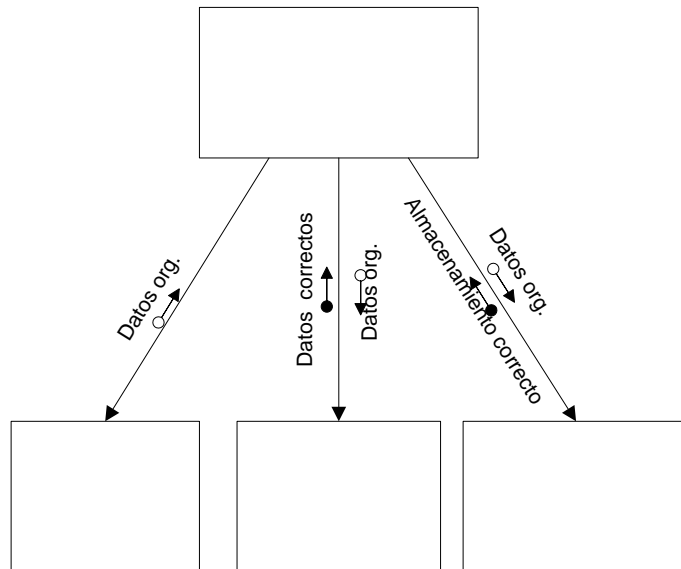 Datos org.
Datos correctos
Datos org.
Almacenamiento correcto
Datos org.